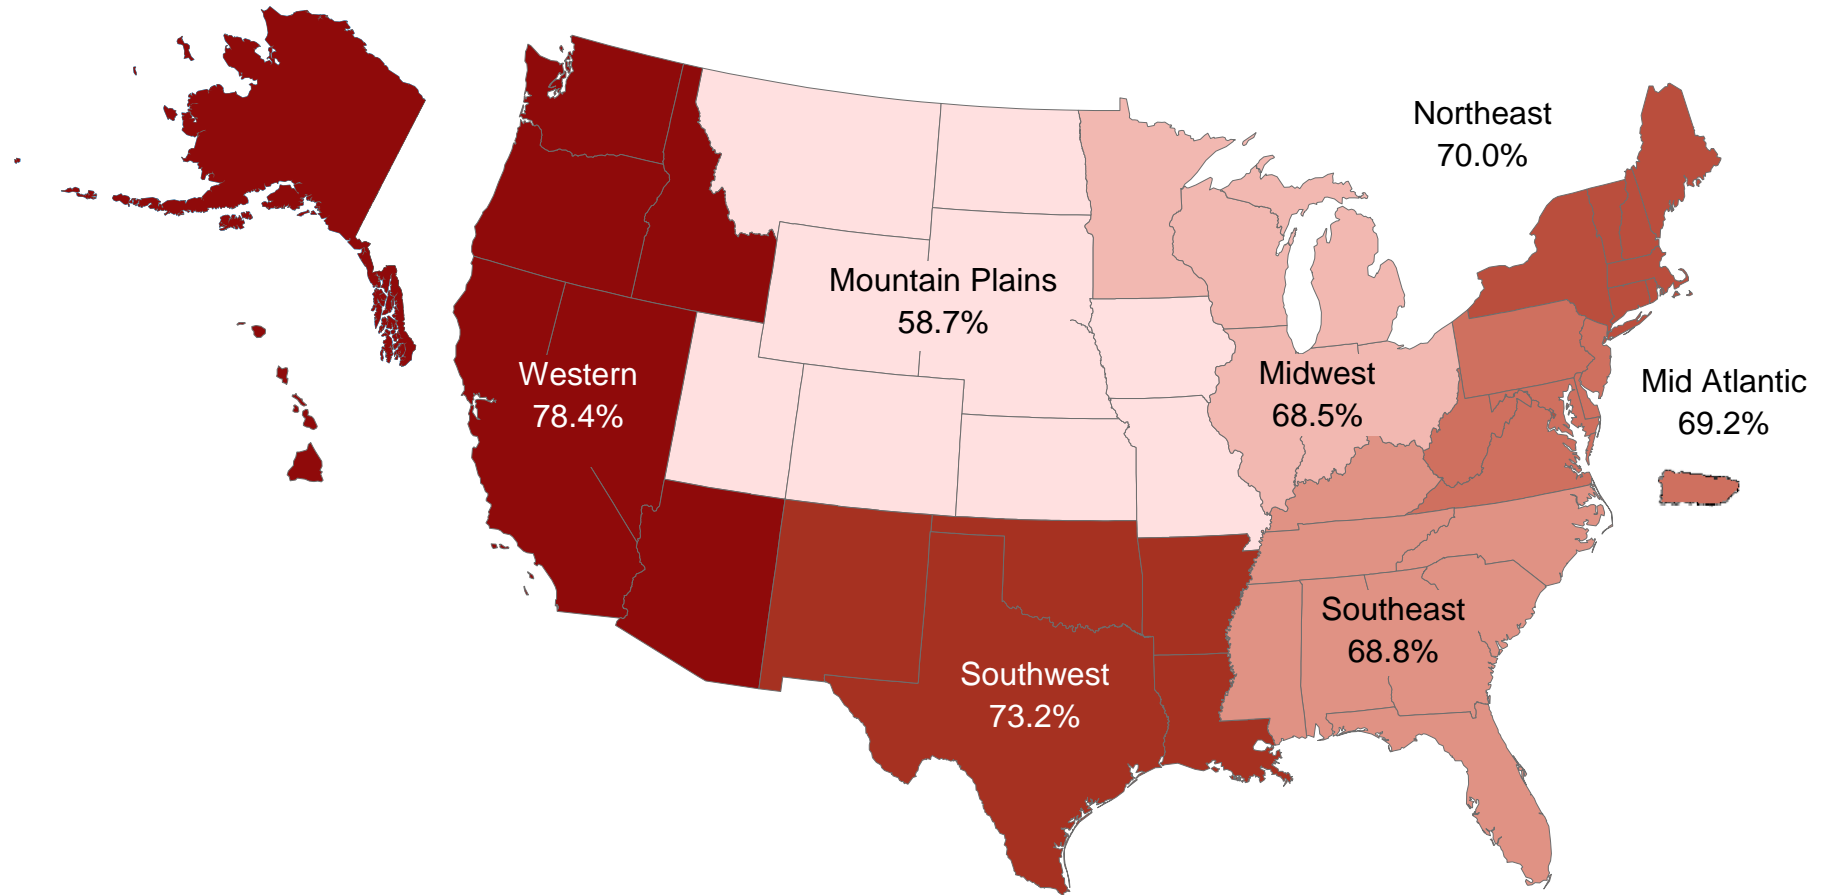 Northeast
70.0%
Mountain Plains
58.7%
Western
78.4%
Midwest
68.5%
Mid Atlantic
69.2%
Southeast
68.8%
Southwest
73.2%